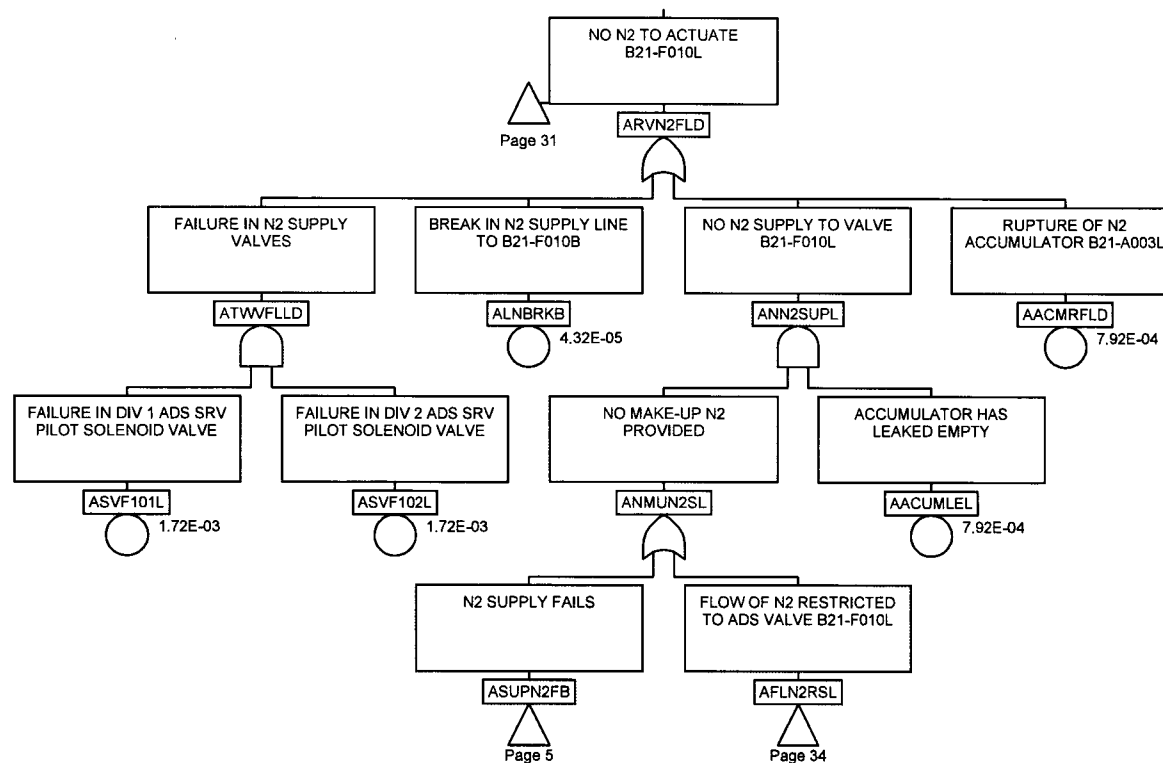 NO N2 TO ACTUATE
B21-F010L
Page 31
ARVN2FLD
FAILURE IN N2 SUPPLY
VALVES
BREAK IN N2 SUPPLY LINE
TO B21-F010B
NO N2 SUPPLY TO VALVE
B21-F010L
RUPTURE OF N2
ACCUMULATOR B21-A003L
ATWVFLLD
ALNBRKB
ANN2SUPL
AACMRFLD
4.32E-05
7.92E-04
FAILURE IN DIV 1 ADS SRV
PILOT SOLENOID VALVE
FAILURE IN DIV 2 ADS SRV
PILOT SOLENOID VALVE
NO MAKE-UP N2
PROVIDED
ACCUMULATOR HAS
LEAKED EMPTY
ASVF101L
ASVF102L
ANMUN2SL
AACUMLEL
1.72E-03
1.72E-03
7.92E-04
N2 SUPPLY FAILS
FLOW OF N2 RESTRICTED
TO ADS VALVE B21-F010L
ASUPN2FB
AFLN2RSL
Page 5
Page 34